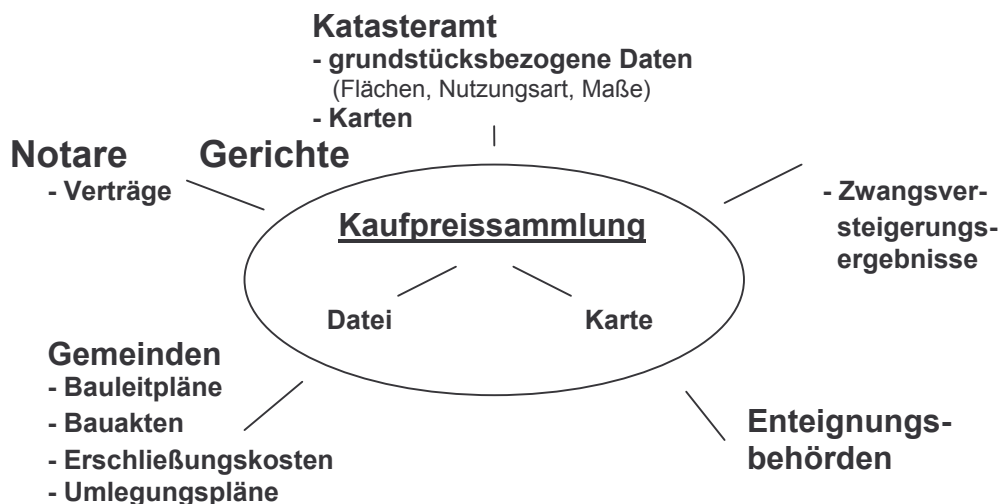 Katasteramt
- grundstücksbezogene Daten
(Flächen, Nutzungsart, Maße)
- Karten
Notare Gerichte
- Verträge
- Zwangsver-
steigerungs-
ergebnisse
Kaufpreissammlung
Datei Karte
Gemeinden
- Bauleitpläne
- Bauakten
- Erschließungskosten
- Umlegungspläne
Enteignungs-
behörden